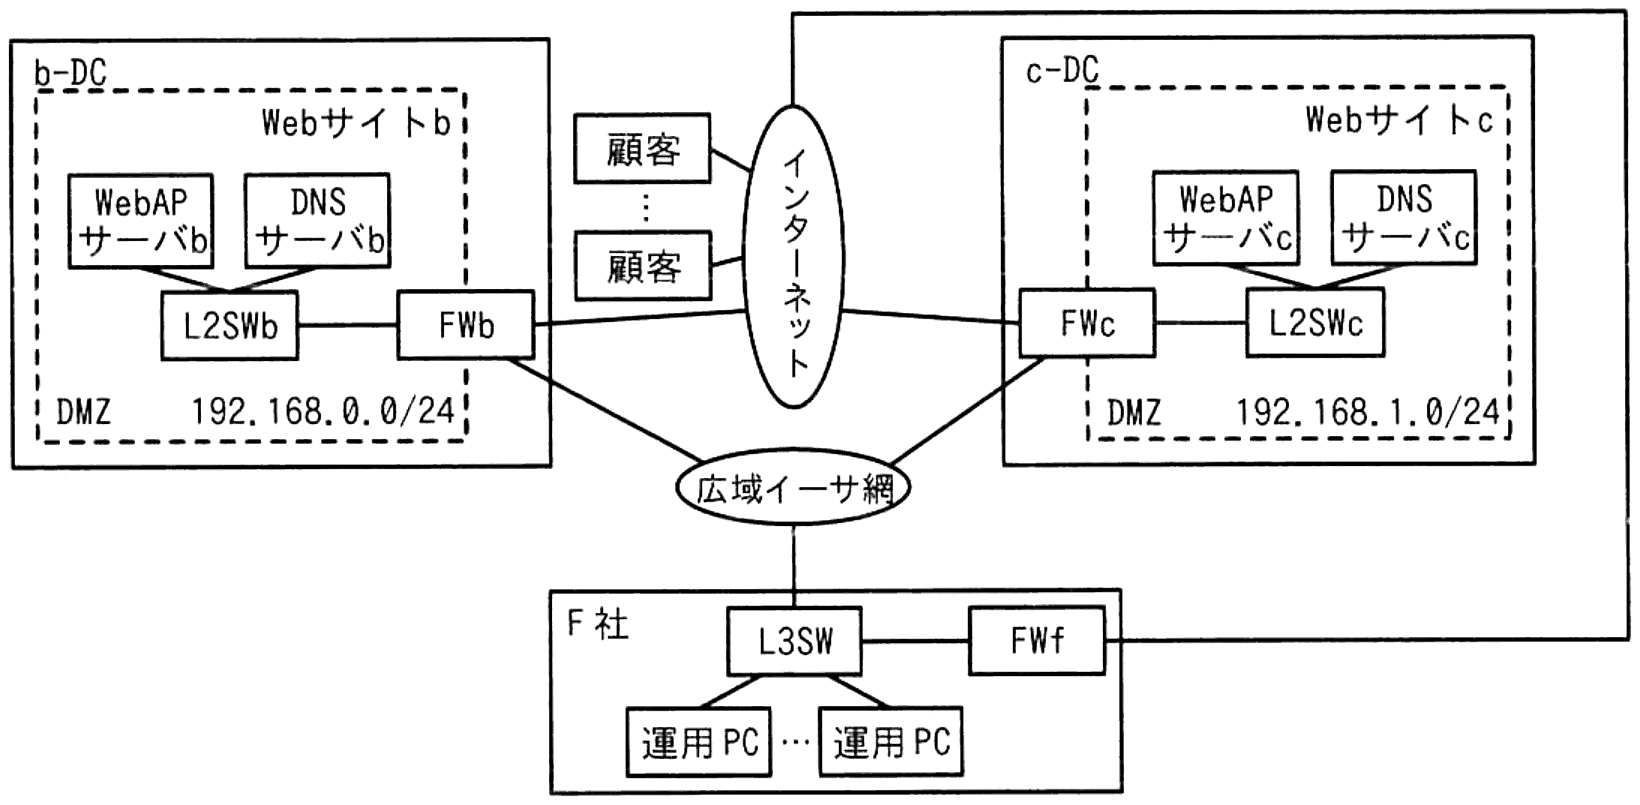 b-DC
Webサイトb
WebAP
サーバb
DNS
サーバb
L2SWb
FWb
DMZ 192.168.0.0/24
顧客
⋮
顧客
インターネット
c-DC
Webサイトc
WebAP
サーバc
DNS
サーバc
FWc
L2SWc
DMZ 192.168.1.0/24
広域イーサ網
F社
L3SW
FWf
運用PC
…
運用PC